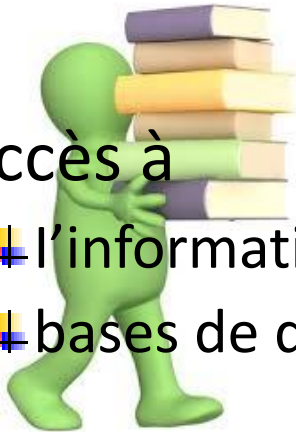 ccès à
l'informati
bases de